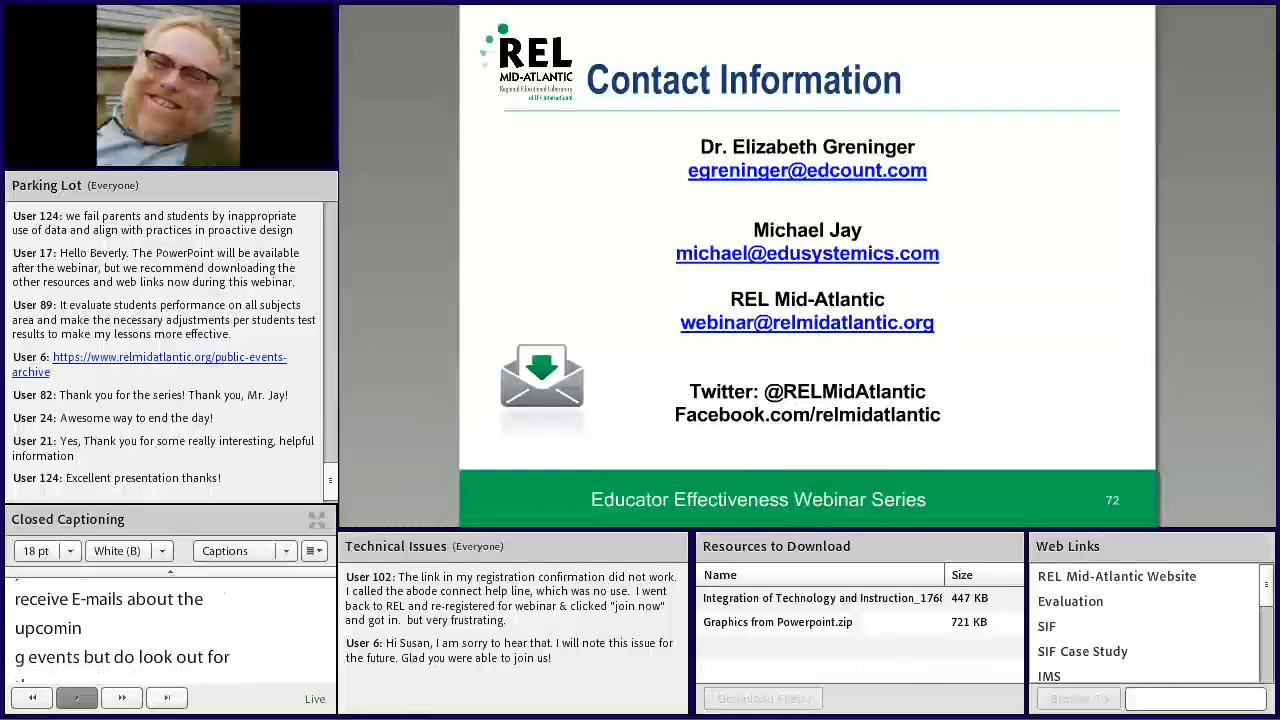 REL
MID-ATLANTIC
Regional Educational Laboratory
at ICF International
Contact Information
Dr. Elizabeth Greninger
egreninger@edcount.com
Michael Jay
michael@edusystemics.com
REL Mid-Atlantic
webinar@relmidatlantic.org
Twitter: @RELMidAtlantic
Facebook.com/relmidatlantic
Educator Effectiveness Webinar Series
72
Parking Lot (Everyone)
User 124: we fail parents and students by inappropriate
use of data and align with practices in proactive design
User 17: Hello Beverly. The PowerPoint will be available
after the webinar, but we recommend downloading the
other resources and web links now during this webinar.
User 89: It evaluate students performance on all subjects
area and make the necessary adjustments per students test
results to make my lessons more effective.
User 6: https://www.relmidatlantic.org/public-events-
archive
User 82: Thank you for the series! Thank you, Mr. Jay!
User 24: Awesome way to end the day!
User 21: Yes, Thank you for some really interesting, helpful
information
User 124: Excellent presentation thanks!
Closed Captioning
18 pt
White (B)
Captions
receive E-mails about the
upcomin
g events but do look out for
Live
Technical Issues (Everyone)
User 102: The link in my registration confirmation did not work.
I called the abode connect help line, which was no use. I went
back to REL and re-registered for webinar & clicked "join now"
and got in. but very frustrating.
User 6: Hi Susan, I am sorry to hear that. I will note this issue for
the future. Glad you were able to join us!
Resources to Download
Name Size
Integration of Technology and Instruction_1768 447 KB
Graphics from Powerpoint.zip 721 KB
Download File(s)
Web Links
REL Mid-Atlantic Website
Evaluation
SIF
SIF Case Study
IMS
Browse To